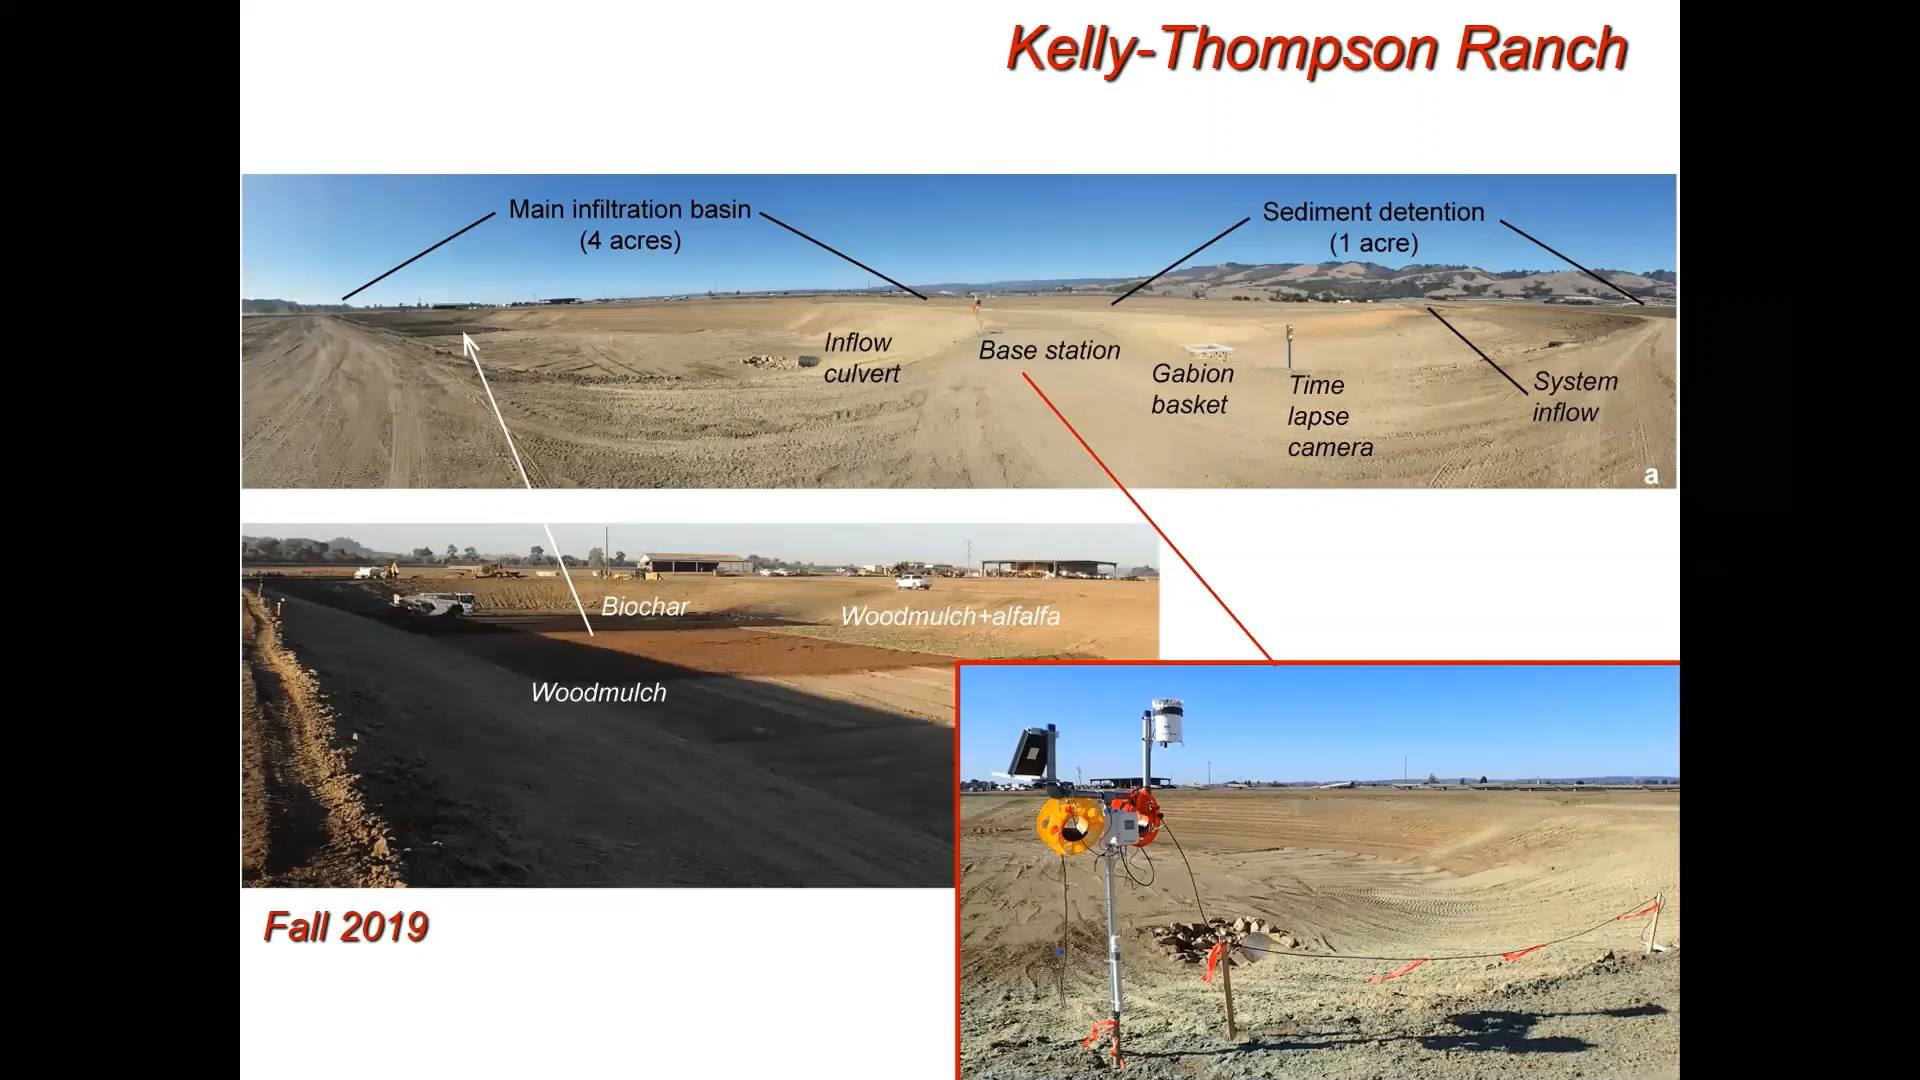 Kelly-Thompson Ranch
Main infiltration basin
(4 acres)
Sediment detention
(1 acre)
Inflow
culvert
Base station
Gabion
basket
Time
lapse
camera
System
inflow
a
Biochar
Woodmulch+alfalfa
Woodmulch
Fall 2019